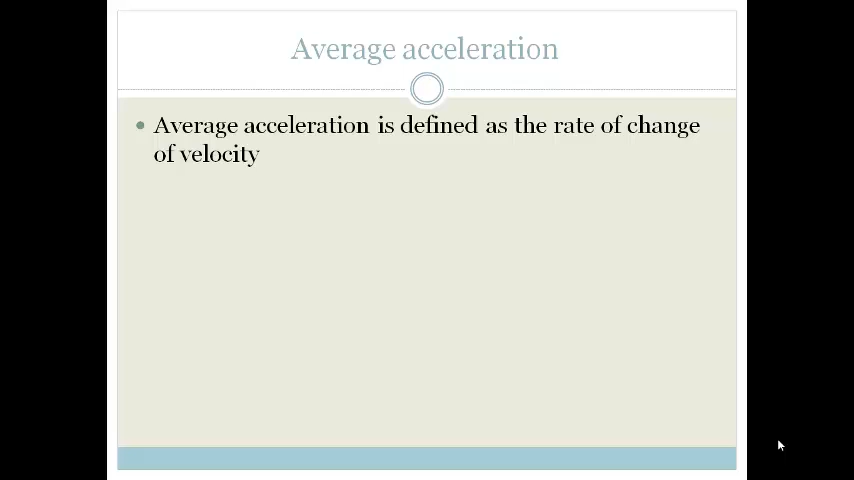 Average acceleration
Average acceleration is defined as the rate of change
of velocity